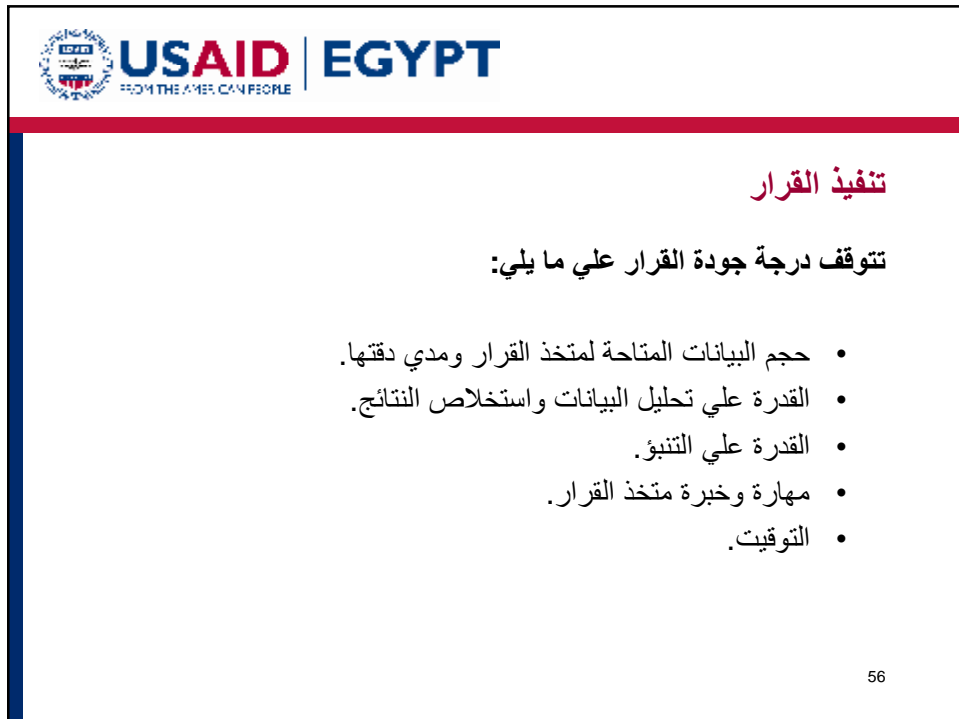 USAID
USAID | EGYPT
FROM THE AMERICAN PEOPLE
تنفيذ القرار
تتوقف درجة جودة القرار علي ما يلي:
• حجم البيانات المتاحة لمتخذ القرار ومدي دقتها.
• القدرة علي تحليل البيانات واستخلاص النتائج.
• القدرة علي التنبؤ.
• مهارة وخبرة متخذ القرار.
• التوقيت.
56